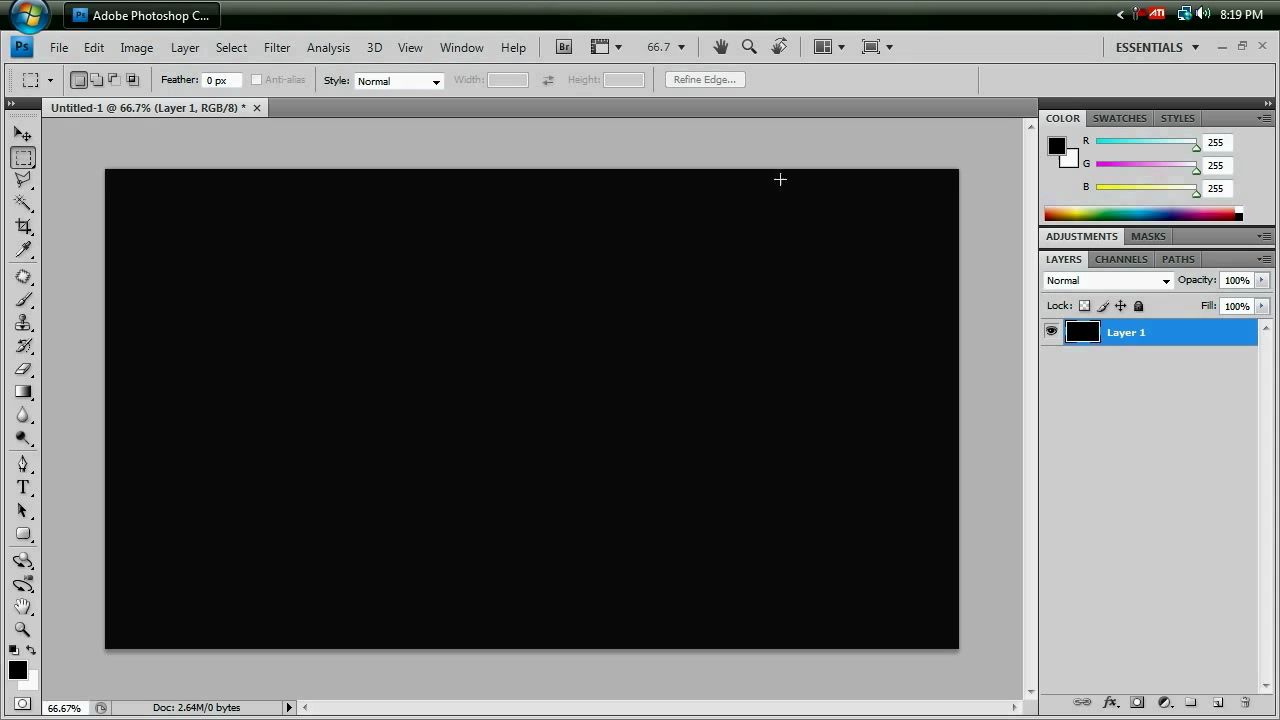 Adobe Photoshop C...
ATI
8:19 PM
Ps File Edit Image Layer Select Filter Analysis 3D View Window Help Br 66.7 ESSENTIALS
Feather: 0 px Anti-alias Style: Normal Width: Height: Refine Edge...
Untitled-1 @ 66.7% (Layer 1, RGB/8) *
COLOR SWATCHES STYLES
R 255
G 255
B 255
ADJUSTMENTS MASKS
LAYERS CHANNELS PATHS
Normal Opacity: 100%
Lock: Fill: 100%
Layer 1
T
fx
66.67% Doc: 2.64M/0 bytes